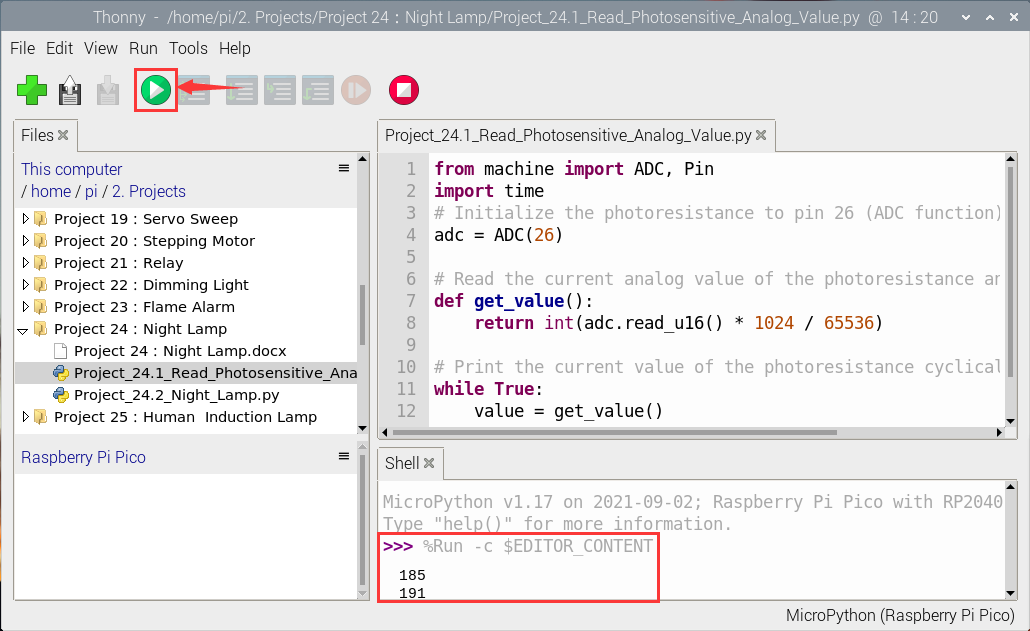 Thonny - /home/pi/2. Projects/Project 24 : Night Lamp/Project_24.1_Read_Photosensitive_Analog_Value.py @ 14 : 20
File Edit View Run Tools Help
Files
This computer
/ home / pi / 2. Projects
Project 19 : Servo Sweep
Project 20 : Stepping Motor
Project 21 : Relay
Project 22 : Dimming Light
Project 23 : Flame Alarm
Project 24 : Night Lamp
Project 24 : Night Lamp.docx
Project_24.1_Read_Photosensitive_Ana
Project_24.2_Night_Lamp.py
Project 25 : Human Induction Lamp
Raspberry Pi Pico
Project_24.1_Read_Photosensitive_Analog_Value.py
1 from machine import ADC, Pin
2 import time
3 # Initialize the photoresistance to pin 26 (ADC function)
4 adc = ADC(26)
5
6 # Read the current analog value of the photoresistance an
7 def get_value():
8     return int(adc.read_u16() * 1024 / 65536)
9
10 # Print the current value of the photoresistance cyclical
11 while True:
12     value = get_value()
Shell
MicroPython v1.17 on 2021-09-02; Raspberry Pi Pico with RP2040
Type "help()" for more information.
>>> %Run -c $EDITOR_CONTENT
185
191
MicroPython (Raspberry Pi Pico)